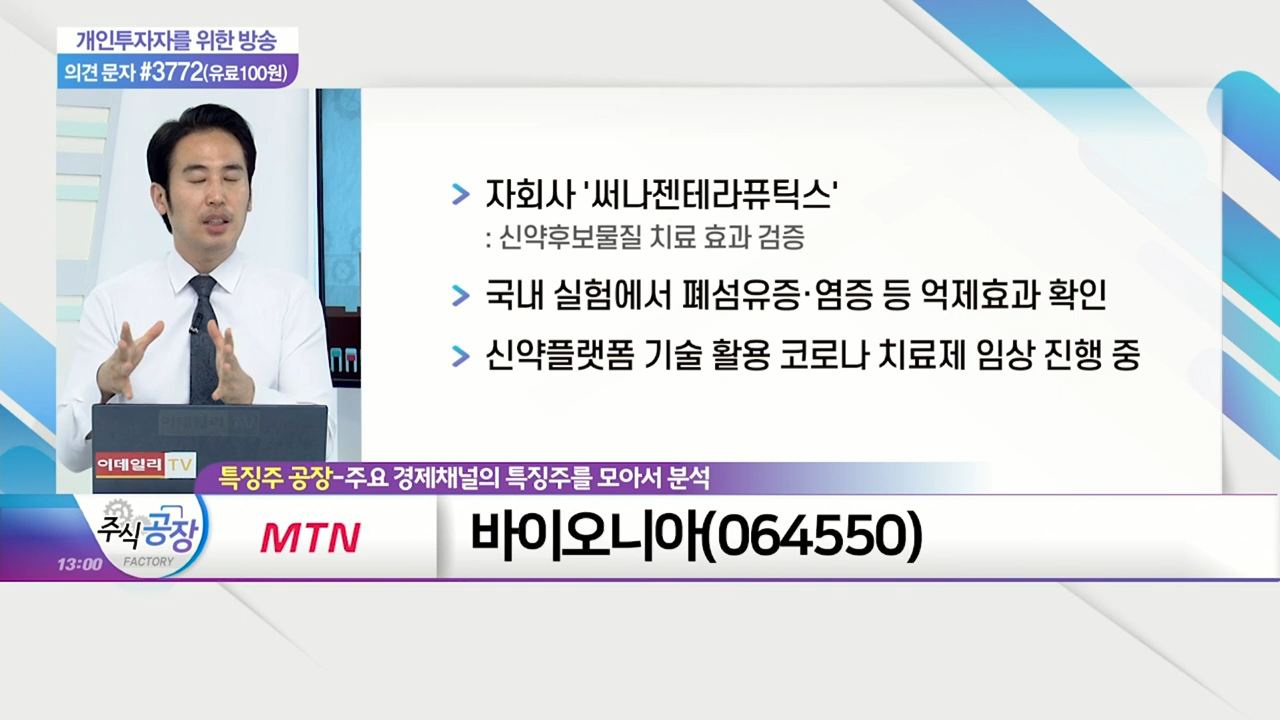 개인투자자를 위한 방송
의견 문자 #3772(유료100원)
자회사 '써나젠테라퓨틱스'
: 신약후보물질 치료 효과 검증
국내 실험에서 폐섬유증·염증 등 억제효과 확인
신약플랫폼 기술 활용 코로나 치료제 임상 진행 중
이데일리 TV
이데일리 TV
특징주 공장-주요 경제채널의 특징주를 모아서 분석
주식공장
FACTORY
13:00
MTN
바이오니아(064550)